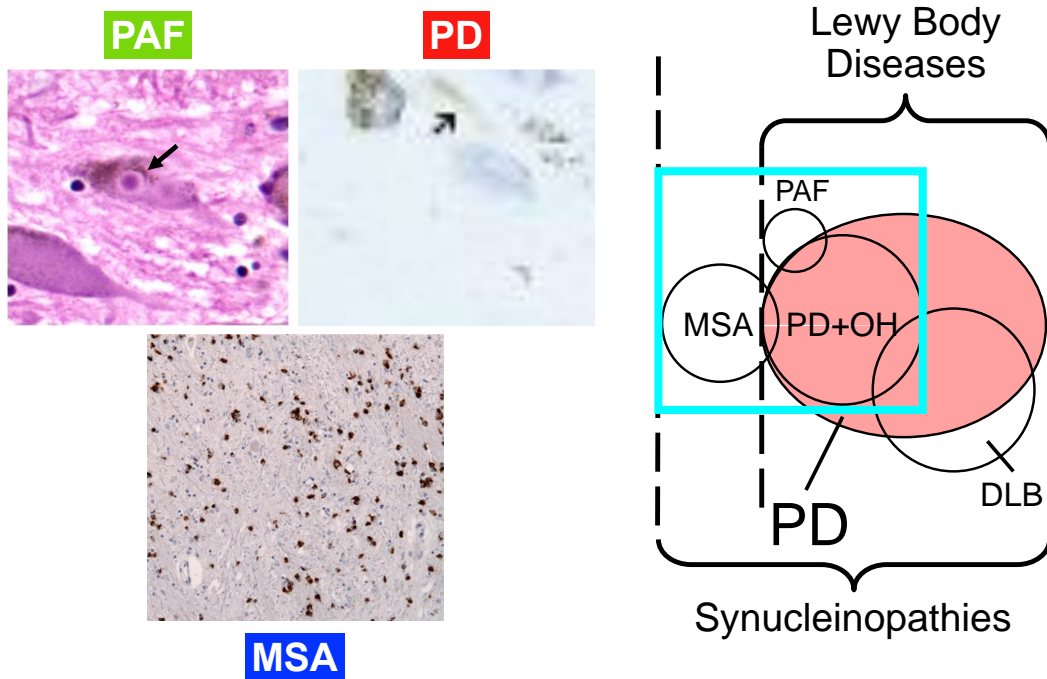 PAF
PD
MSA
Lewy Body
Diseases
PAF
MSA
PD+OH
DLB
PD
Synucleinopathies